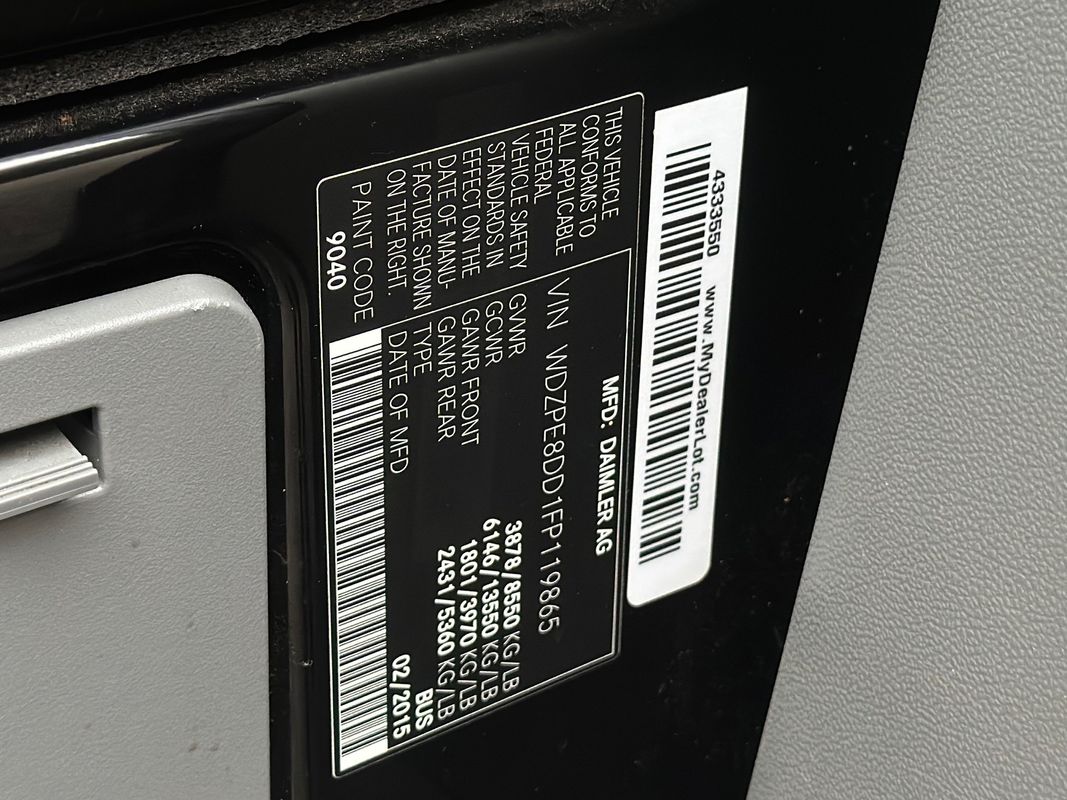 4333550 www.MyDealerLot.com
THIS VEHICLE
CONFORMS TO
ALL APPLICABLE
FEDERAL
VEHICLE SAFETY
STANDARDS IN
EFFECT ON THE
DATE OF MANU-
FACTURE SHOWN
ON THE RIGHT.
PAINT CODE
9040
MFD: DAIMLER AG
VIN WDZPE8DD1FP119865
GVWR 3878/8550 KG/LB
GCWR 6146/13550 KG/LB
GAWR FRONT 1801/3970 KG/LB
GAWR REAR 2431/5360 KG/LB
TYPE BUS
DATE OF MFD 02/2015